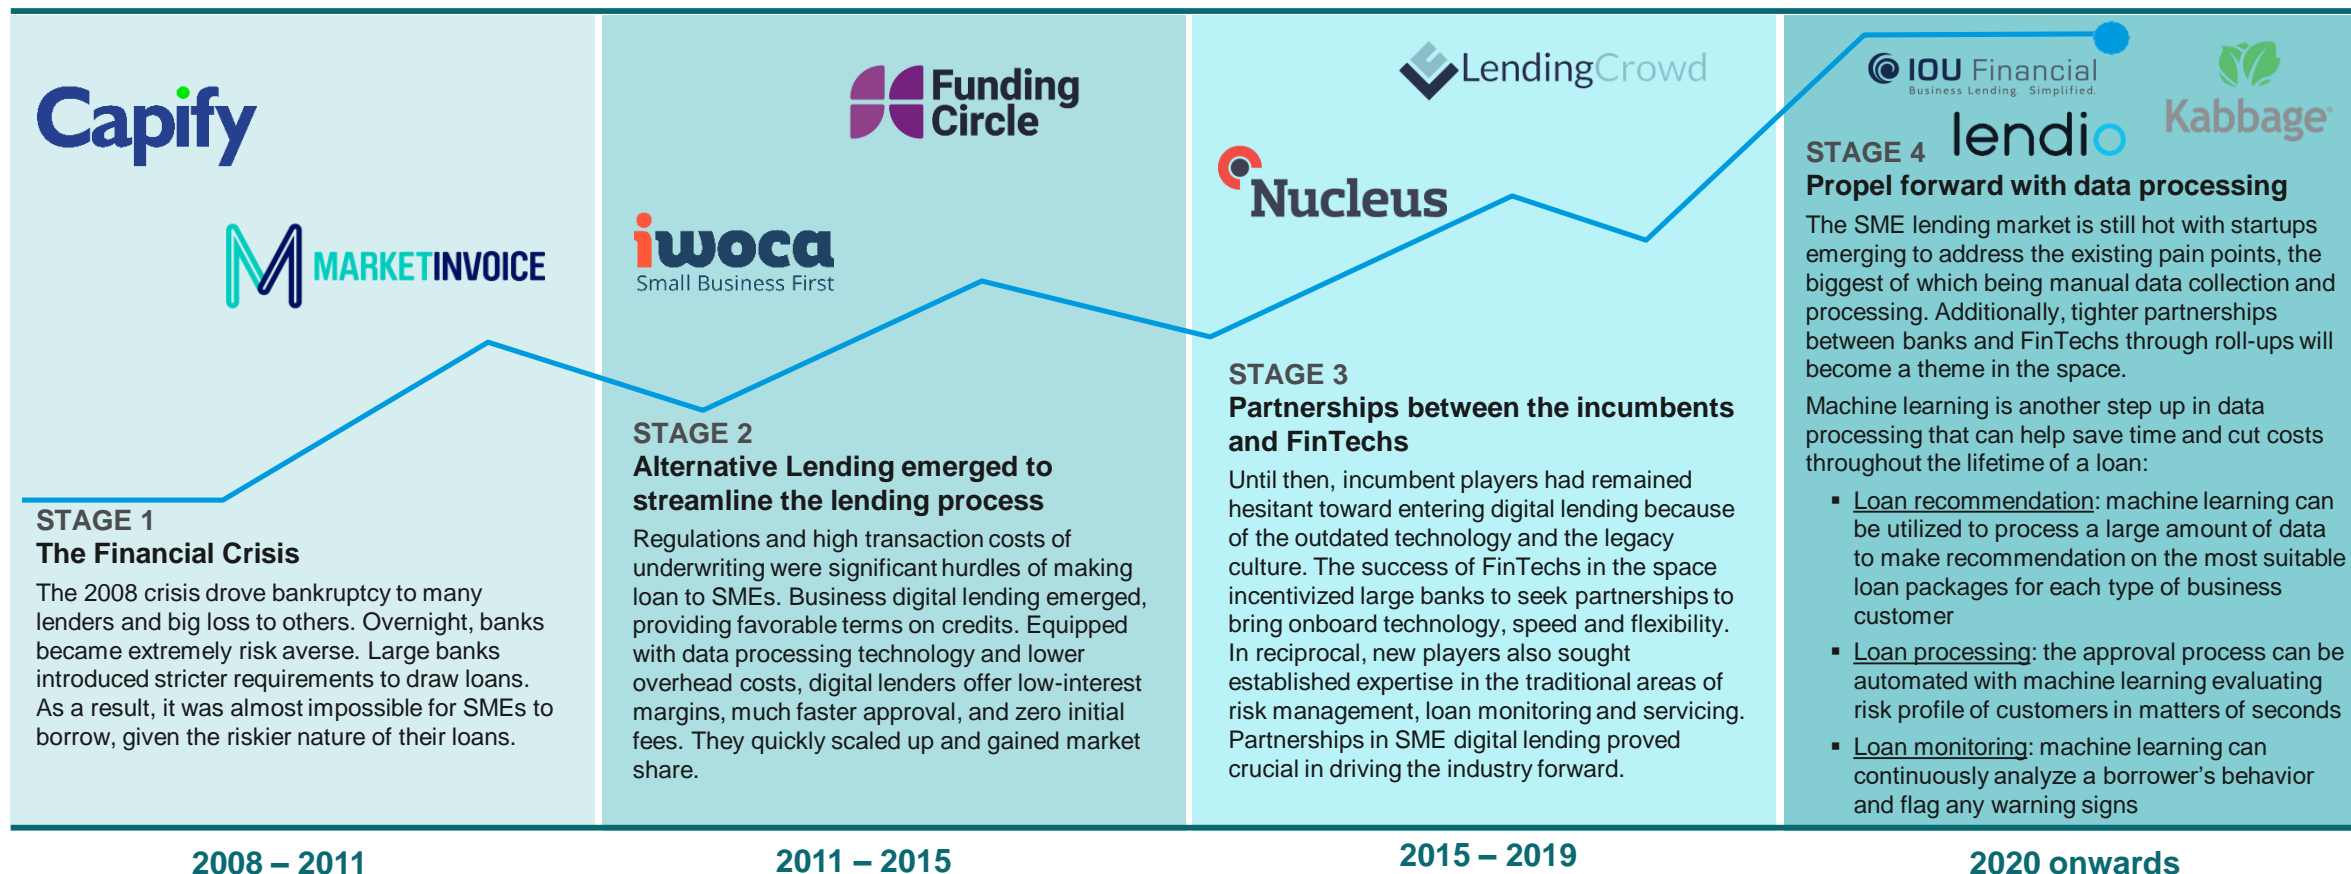 Capify
MARKETINVOICE
STAGE 1
The Financial Crisis
The 2008 crisis drove bankruptcy to many
lenders and big loss to others. Overnight, banks
became extremely risk averse. Large banks
introduced stricter requirements to draw loans.
As a result, it was almost impossible for SMEs to
borrow, given the riskier nature of their loans.
2008 – 2011
Funding
Circle
iwoca
Small Business First
STAGE 2
Alternative Lending emerged to
streamline the lending process
Regulations and high transaction costs of
underwriting were significant hurdles of making
loan to SMEs. Business digital lending emerged,
providing favorable terms on credits. Equipped
with data processing technology and lower
overhead costs, digital lenders offer low-interest
margins, much faster approval, and zero initial
fees. They quickly scaled up and gained market
share.
2011 – 2015
LendingCrowd
Nucleus
STAGE 3
Partnerships between the incumbents
and FinTechs
Until then, incumbent players had remained
hesitant toward entering digital lending because
of the outdated technology and the legacy
culture. The success of FinTechs in the space
incentivized large banks to seek partnerships to
bring onboard technology, speed and flexibility.
In reciprocal, new players also sought
established expertise in the traditional areas of
risk management, loan monitoring and servicing.
Partnerships in SME digital lending proved
crucial in driving the industry forward.
2015 – 2019
IOU Financial
Business Lending. Simplified.
Kabbage®
lendio
STAGE 4
Propel forward with data processing
The SME lending market is still hot with startups
emerging to address the existing pain points, the
biggest of which being manual data collection and
processing. Additionally, tighter partnerships
between banks and FinTechs through roll-ups will
become a theme in the space.
Machine learning is another step up in data
processing that can help save time and cut costs
throughout the lifetime of a loan:
▪ Loan recommendation: machine learning can
be utilized to process a large amount of data
to make recommendation on the most suitable
loan packages for each type of business
customer
▪ Loan processing: the approval process can be
automated with machine learning evaluating
risk profile of customers in matters of seconds
▪ Loan monitoring: machine learning can
continuously analyze a borrower’s behavior
and flag any warning signs
2020 onwards